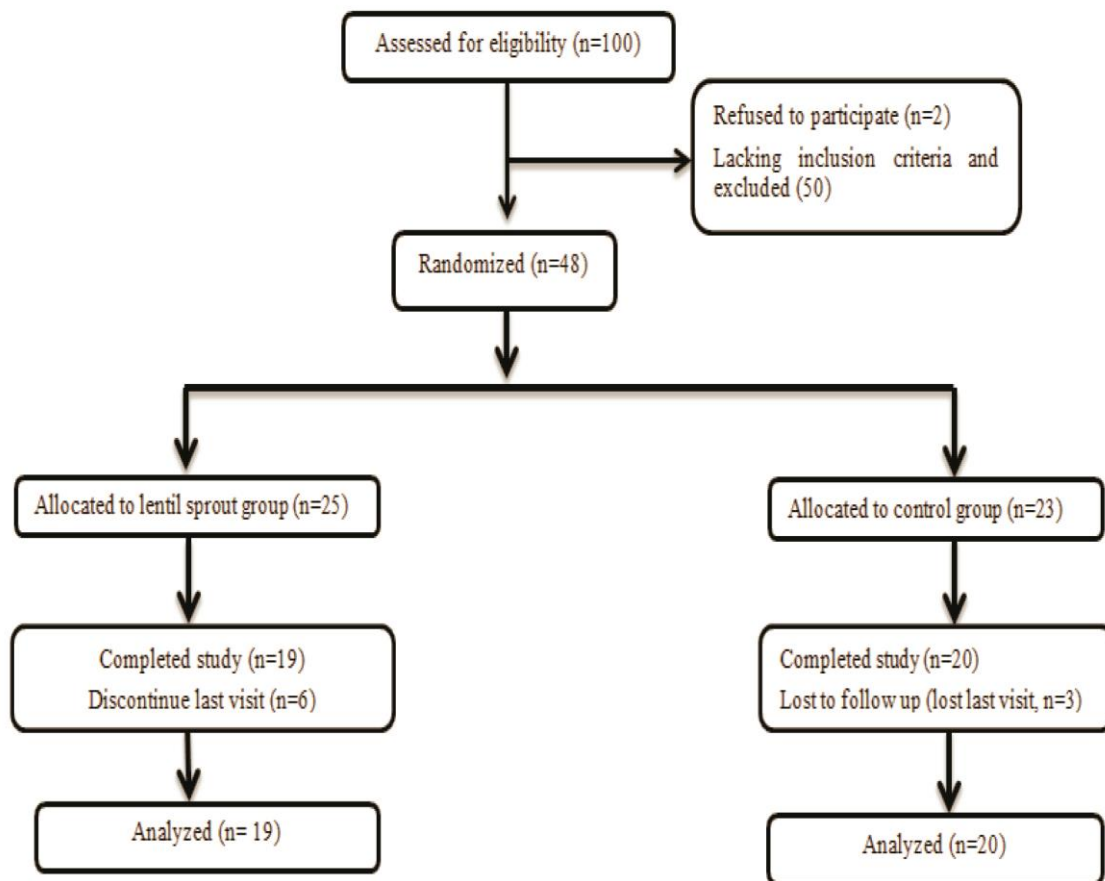 Assessed for eligibility (n=100)
Refused to participate (n=2)
Lacking inclusion criteria and
excluded (50)
Randomized (n=48)
Allocated to lentil sprout group (n=25)
Allocated to control group (n=23)
Completed study (n=19)
Discontinue last visit (n=6)
Completed study (n=20)
Lost to follow up (lost last visit, n=3)
Analyzed (n= 19)
Analyzed (n=20)